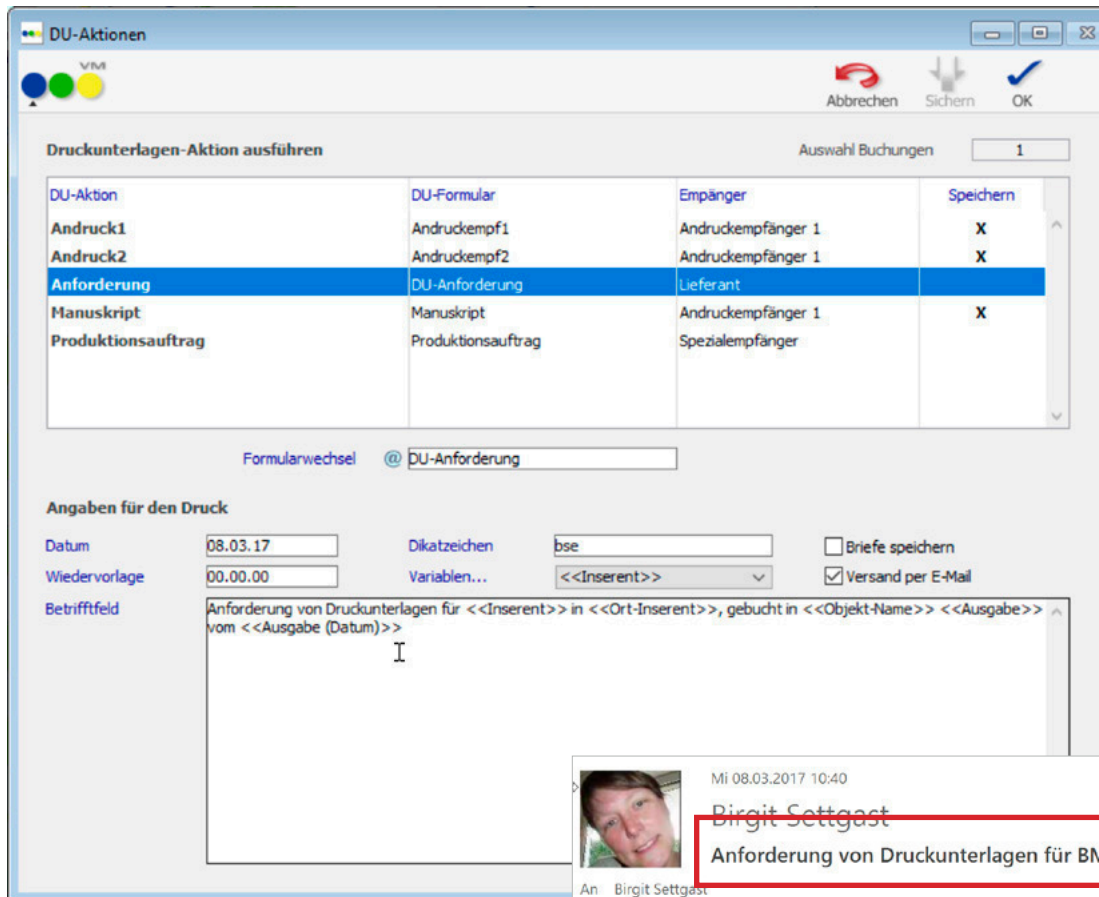 DU-Aktionen
VM
Abbrechen Sichern OK
Druckunterlagen-Aktion ausführen Auswahl Buchungen 1
DU-Aktion DU-Formular Empänger Speichern
Andruck1 Andruckempf1 Andruckempfänger 1 X
Andruck2 Andruckempf2 Andruckempfänger 1 X
Anforderung DU-Anforderung Lieferant
Manuskript Manuskript Andruckempfänger 1 X
Produktionsauftrag Produktionsauftrag Spezialempfänger
Formularwechsel @ DU-Anforderung
Angaben für den Druck
Datum 08.03.17 Dikatzeichen bse Briefe speichern
Wiedervorlage 00.00.00 Variablen... <<Inserent>> Versand per E-Mail
Betrifftfeld Anforderung von Druckunterlagen für <<Inserent>> in <<Ort-Inserent>>, gebucht in <<Objekt-Name>> <<Ausgabe>>
vom <<Ausgabe (Datum)>>
Mi 08.03.2017 10:40
Birgit Settgast
Anforderung von Druckunterlagen für BM
An Birgit Settgast